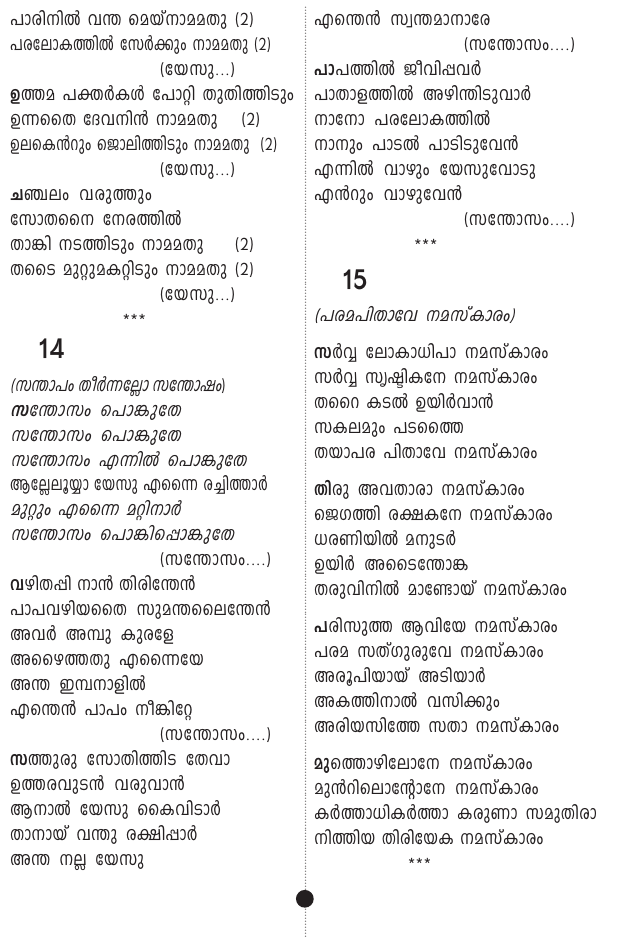 പാരിനിൽ വന്ത മെയ്നാമമതു (2)
പരലോകത്തിൽ സേർക്കും നാമമതു (2)
(യേസു...)
ഉത്തമ പക്തർകൾ പോറ്റി തുതിത്തിടും
ഉന്നതൈ ദേവനിൻ നാമമതു (2)
ഉലകെൻറും ജൊലിത്തിടും നാമമതു (2)
(യേസു...)
ചഞ്ചലം വരുത്തും
സോതനൈ നേരത്തിൽ
താങ്കി നടത്തിടും നാമമതു (2)
തടൈ മുറ്റുമകറ്റിടും നാമമതു (2)
(യേസു...)
***
14
(സന്താപം തീർന്നല്ലോ സന്തോഷം)
സന്തോസം പൊങ്കുതേ
സന്തോസം പൊങ്കുതേ
സന്തോസം എന്നിൽ പൊങ്കുതേ
ആല്ലേലൂയ്യാ യേസു എന്നൈ രച്ചിത്താർ
മുറ്റും എന്നൈ മറ്റിനാർ
സന്തോസം പൊങ്കിപ്പൊങ്കുതേ
(സന്തോസം....)
വഴിതപ്പി നാൻ തിരിന്തേൻ
പാപവഴിയതൈ സുമന്തലൈന്തേൻ
അവർ അമ്പു കുരളേ
അഴൈത്തതു എന്നൈയേ
അന്ത ഇമ്പനാളിൽ
എന്തെൻ പാപം നീങ്കിറ്റേ
(സന്തോസം....)
സത്തുരു സോതിത്തിട തേവാ
ഉത്തരവുടൻ വരുവാൻ
ആനാൽ യേസു കൈവിടാർ
താനായ് വന്തു രക്ഷിപ്പാർ
അന്ത നല്ല യേസു
എന്തെൻ സ്വന്തമാനാരേ
(സന്തോസം....)
പാപത്തിൽ ജീവിപ്പവർ
പാതാളത്തിൽ അഴിന്തിടുവാർ
നാനോ പരലോകത്തിൽ
നാനും പാടൽ പാടിടുവേൻ
എന്നിൽ വാഴും യേസുവോടു
എൻറും വാഴുവേൻ
(സന്തോസം....)
***
15
(പരമപിതാവേ നമസ്കാരം)
സർവ്വ ലോകാധിപാ നമസ്കാരം
സർവ്വ സൃഷ്ടികനേ നമസ്കാരം
തറൈ കടൽ ഉയിർവാൻ
സകലമും പടത്തൈ
തയാപര പിതാവേ നമസ്കാരം
തിരു അവതാരാ നമസ്കാരം
ജെഗത്തി രക്ഷകനേ നമസ്കാരം
ധരണിയിൽ മനുടർ
ഉയിർ അടൈന്തോങ്ക
തരുവിനിൽ മാണ്ടോയ് നമസ്കാരം
പരിസുത്ത ആവിയേ നമസ്കാരം
പരമ സത്ഗുരുവേ നമസ്കാരം
അരൂപിയായ് അടിയാർ
അകത്തിനാൽ വസിക്കും
അരിയസിത്തേ സതാ നമസ്കാരം
മുത്തൊഴിലോനേ നമസ്കാരം
മുൻറിലൊന്റോനേ നമസ്കാരം
കർത്താധികർത്താ കരുണാ സമുതിരാ
നിത്തിയ തിരിയേക നമസ്കാരം
***